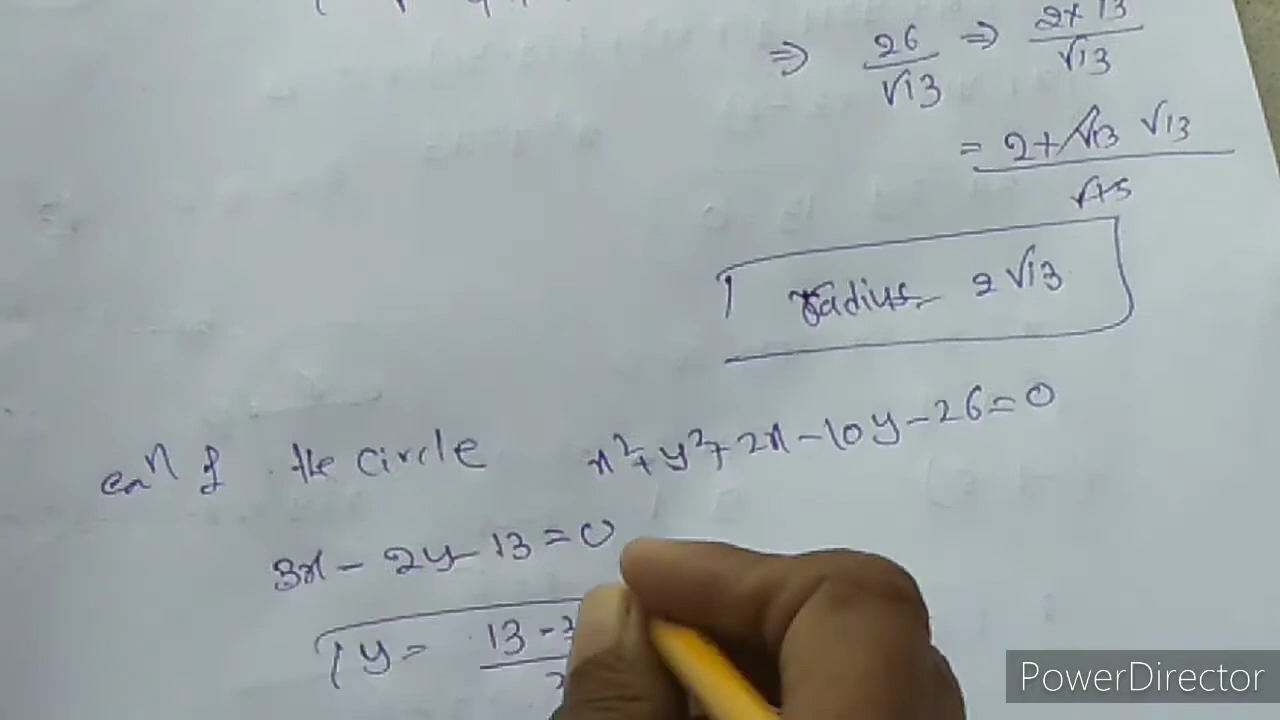 ⇒ 26/√13 ⇒ 2+13/√13
= 2+√13 √13/√13
radius 2√13
eqn of the circle x²+y²+2x-10y-26=0
3x-2y-13=0
y= 13-3
PowerDirector